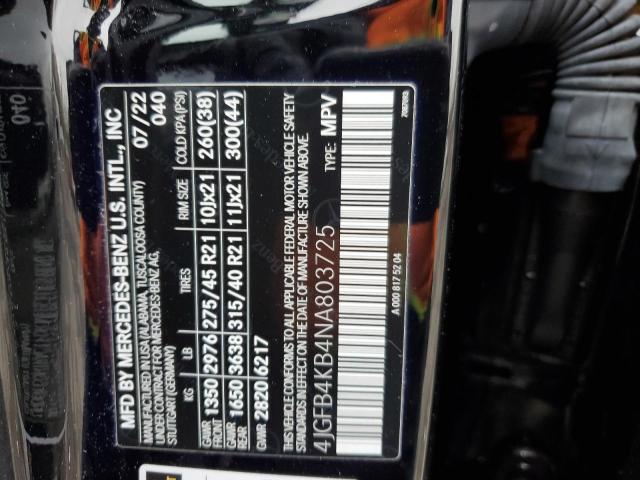 MFG BY MERCEDES-BENZ U.S. INTL., INC
MANUFACTURED IN USA (ALABAMA, TUSCALOOSA COUNTY) 07/22
UNDER CONTRACT FOR MERCEDES-BENZ AG, 040
STUTTGART (GERMANY)
KG LB TIRES RIM SIZE COLD KPA(PSI)
GAWR FRONT 1350 2976 275/45 R21 10Jx21 260(38)
GAWR REAR 1650 3638 315/40 R21 11Jx21 300(44)
GVWR 2820 6217
THIS VEHICLE CONFORMS TO ALL APPLICABLE FEDERAL MOTOR VEHICLE SAFETY
STANDARDS IN EFFECT ON THE DATE OF MANUFACTURE SHOWN ABOVE.
4JGFB4KB4NA803725 TYPE: MPV
A 000 817 52 04